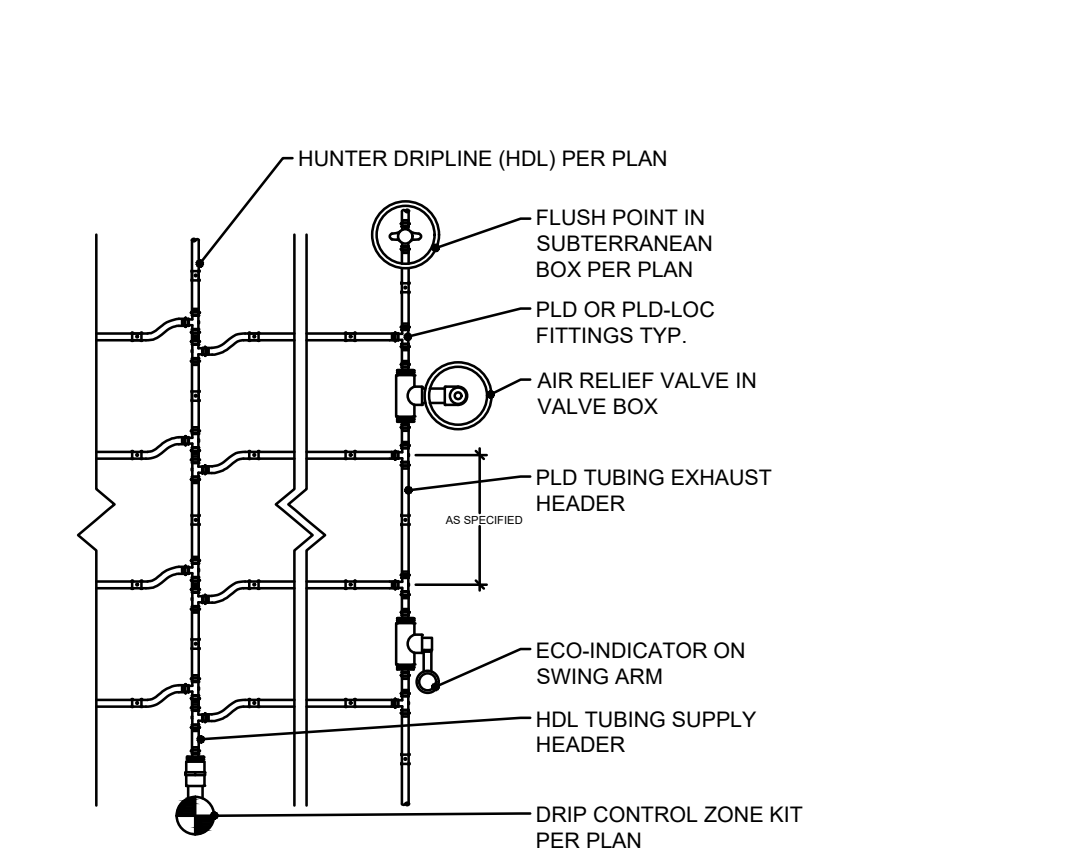 HUNTER DRIPLINE (HDL) PER PLAN
FLUSH POINT IN
SUBTERRANEAN
BOX PER PLAN
PLD OR PLD-LOC
FITTINGS TYP.
AIR RELIEF VALVE IN
VALVE BOX
PLD TUBING EXHAUST
HEADER
AS SPECIFIED
ECO-INDICATOR ON
SWING ARM
HDL TUBING SUPPLY
HEADER
DRIP CONTROL ZONE KIT
PER PLAN